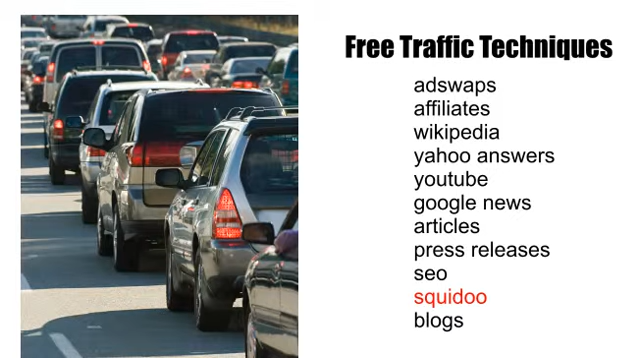 Free Traffic Techniques
adswaps
affiliates
wikipedia
yahoo answers
youtube
google news
articles
press releases
seo
squidoo
blogs